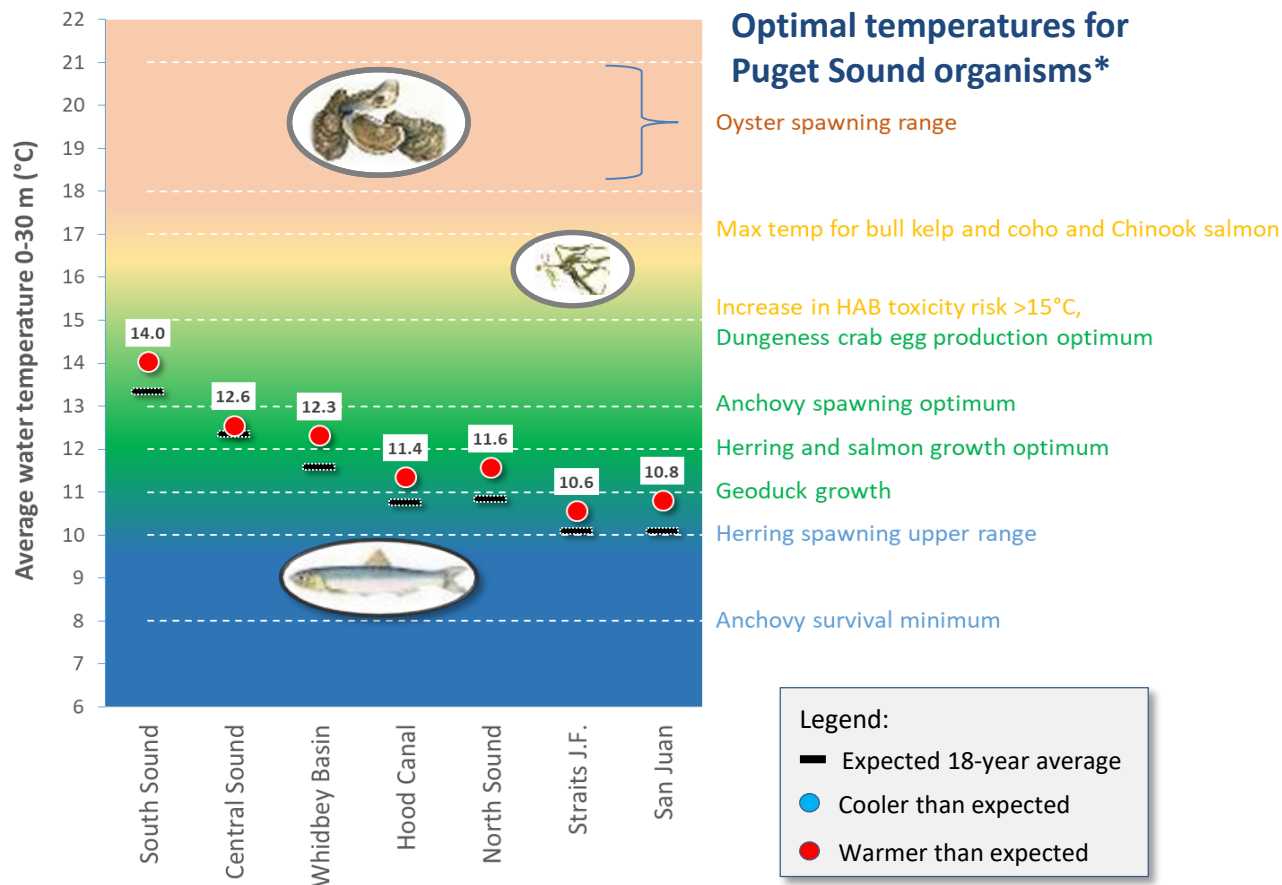 Optimal temperatures for
Puget Sound organisms*
Average water temperature 0-30 m (°C)
22
21
20
19
18
17
16
15
14
13
12
11
10
9
8
7
6
14.0
12.6
12.3
11.4
11.6
10.6
10.8
Oyster spawning range
Max temp for bull kelp and coho and Chinook salmon
Increase in HAB toxicity risk >15°C,
Dungeness crab egg production optimum
Anchovy spawning optimum
Herring and salmon growth optimum
Geoduck growth
Herring spawning upper range
Anchovy survival minimum
South Sound
Central Sound
Whidbey Basin
Hood Canal
North Sound
Straits J.F.
San Juan
Legend:
Expected 18-year average
Cooler than expected
Warmer than expected